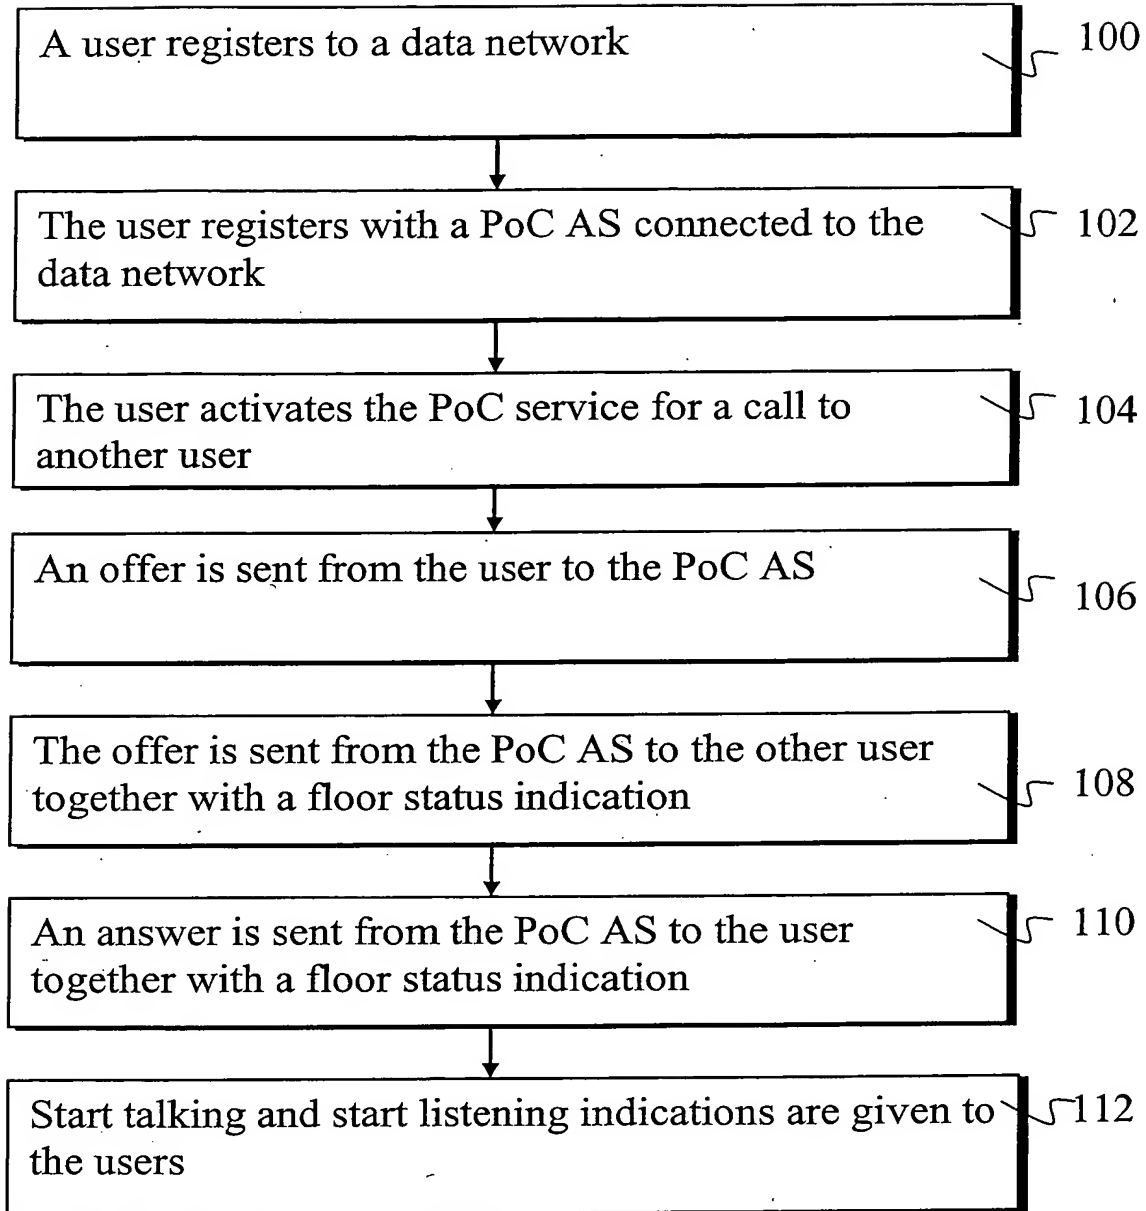 A user registers to a data network
100
The user registers with a PoC AS connected to the
data network
102
The user activates the PoC service for a call to
another user
104
An offer is sent from the user to the PoC AS
106
The offer is sent from the PoC AS to the other user
together with a floor status indication
108
An answer is sent from the PoC AS to the user
together with a floor status indication
110
Start talking and start listening indications are given to
the users
112